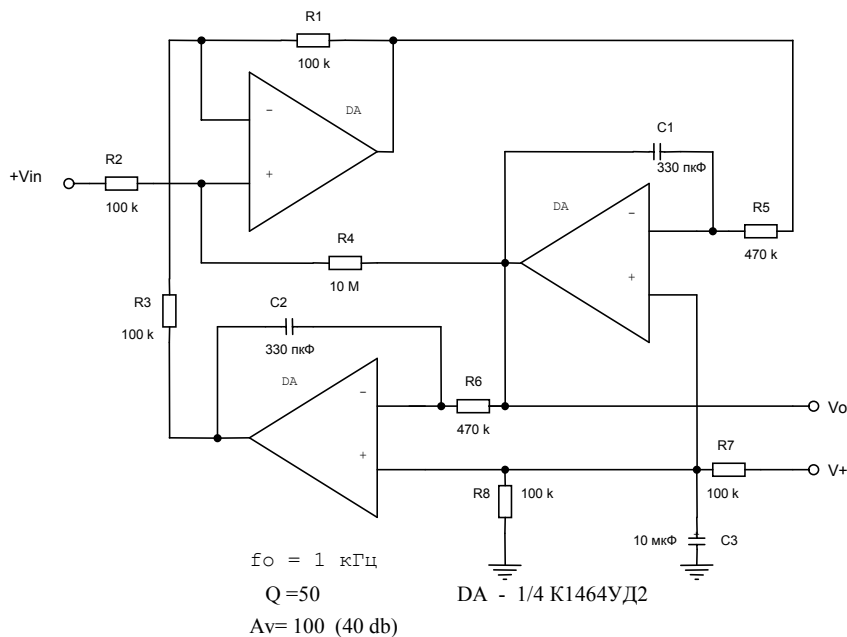 R1
100 k
DA
−
+
R2
+Vin
100 k
C1
330 пкФ
DA
−
+
R5
470 k
R4
10 M
R3
100 k
C2
330 пкФ
DA
−
+
R6
470 k
Vo
R7
V+
100 k
R8
100 k
+
10 мкФ
C3
fo = 1 кГц
Q =50
DA - 1/4 К1464УД2
Av= 100 (40 db)